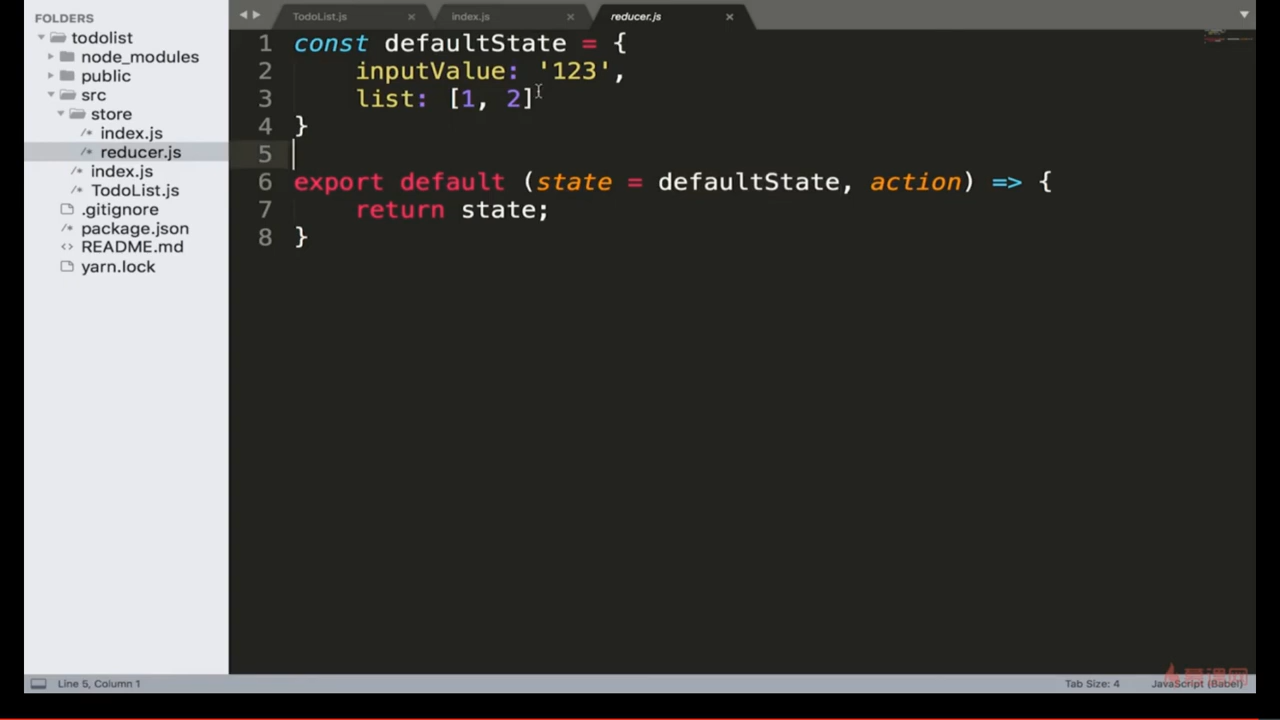 FOLDERS
todolist
node_modules
public
src
store
index.js
reducer.js
index.js
TodoList.js
.gitignore
package.json
README.md
yarn.lock
TodoList.js
index.js
reducer.js
1 const defaultState = {
2     inputValue: '123',
3     list: [1, 2]
4 }
5
6 export default (state = defaultState, action) => {
7     return state;
8 }
Line 5, Column 1
Tab Size: 4
JavaScript (Babel)
慕课网